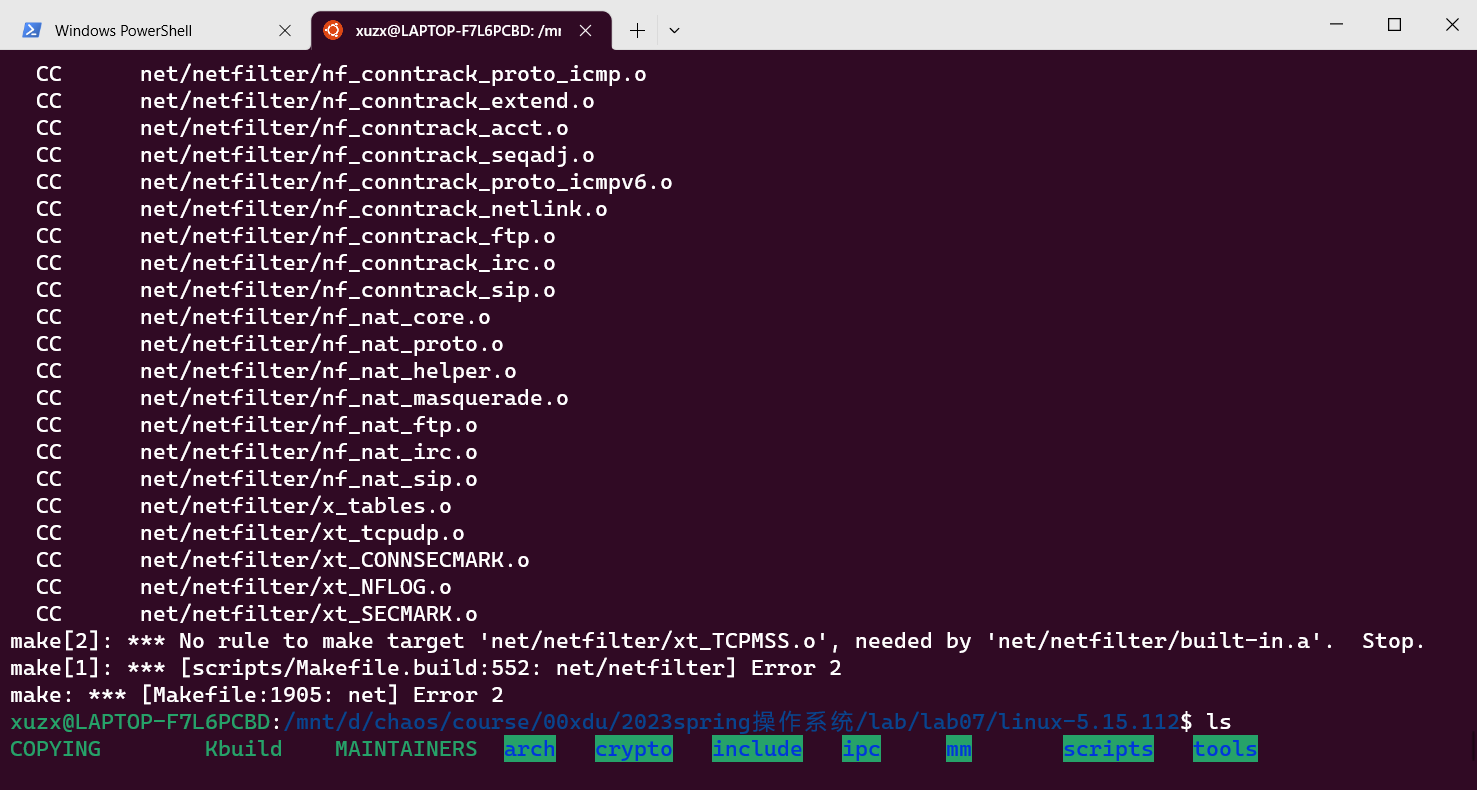 Windows PowerShell
xuzx@LAPTOP-F7L6PCBD: /mn
CC net/netfilter/nf_conntrack_proto_icmp.o
CC net/netfilter/nf_conntrack_extend.o
CC net/netfilter/nf_conntrack_acct.o
CC net/netfilter/nf_conntrack_seqadj.o
CC net/netfilter/nf_conntrack_proto_icmpv6.o
CC net/netfilter/nf_conntrack_netlink.o
CC net/netfilter/nf_conntrack_ftp.o
CC net/netfilter/nf_conntrack_irc.o
CC net/netfilter/nf_conntrack_sip.o
CC net/netfilter/nf_nat_core.o
CC net/netfilter/nf_nat_proto.o
CC net/netfilter/nf_nat_helper.o
CC net/netfilter/nf_nat_masquerade.o
CC net/netfilter/nf_nat_ftp.o
CC net/netfilter/nf_nat_irc.o
CC net/netfilter/nf_nat_sip.o
CC net/netfilter/x_tables.o
CC net/netfilter/xt_tcpudp.o
CC net/netfilter/xt_CONNSECMARK.o
CC net/netfilter/xt_NFLOG.o
CC net/netfilter/xt_SECMARK.o
make[2]: *** No rule to make target 'net/netfilter/xt_TCPMSS.o', needed by 'net/netfilter/built-in.a'.  Stop.
make[1]: *** [scripts/Makefile.build:552: net/netfilter] Error 2
make: *** [Makefile:1905: net] Error 2
xuzx@LAPTOP-F7L6PCBD:/mnt/d/chaos/course/00xdu/2023spring操作系统/lab/lab07/linux-5.15.112$ ls
COPYING Kbuild MAINTAINERS arch crypto include ipc mm scripts tools